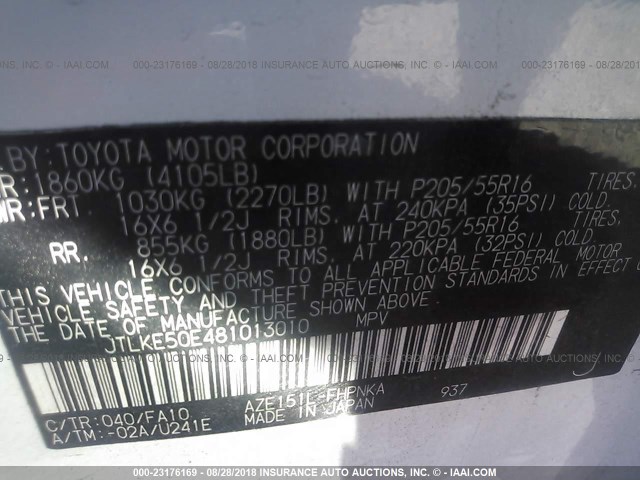 000-23176169 - 08/28/2018 - INSURANCE AUTO AUCTIONS, INC. - IAAI.COM
BY: TOYOTA MOTOR CORPORATION
1860KG (4105LB)
FRT. 1030KG (2270LB) WITH P205/55R16 TIRES,
16X6 1/2J RIMS. AT 240KPA (35PSI) COLD.
RR. 855KG (1880LB) WITH P205/55R16 TIRES,
16X6 1/2J RIMS. AT 220KPA (32PSI) COLD
THIS VEHICLE CONFORMS TO ALL APPLICABLE FEDERAL MOTOR
VEHICLE SAFETY AND THEFT PREVENTION STANDARDS IN EFFECT
THE DATE OF MANUFACTURE SHOWN ABOVE.
JTLKE50E481013010 MPV
C/TR: 040/FA10 AZE151L-FHPNKA 937
A/TM: -02A/U241E MADE IN JAPAN
000-23176169 - 08/28/2018 - INSURANCE AUTO AUCTIONS, INC. - IAAI.COM